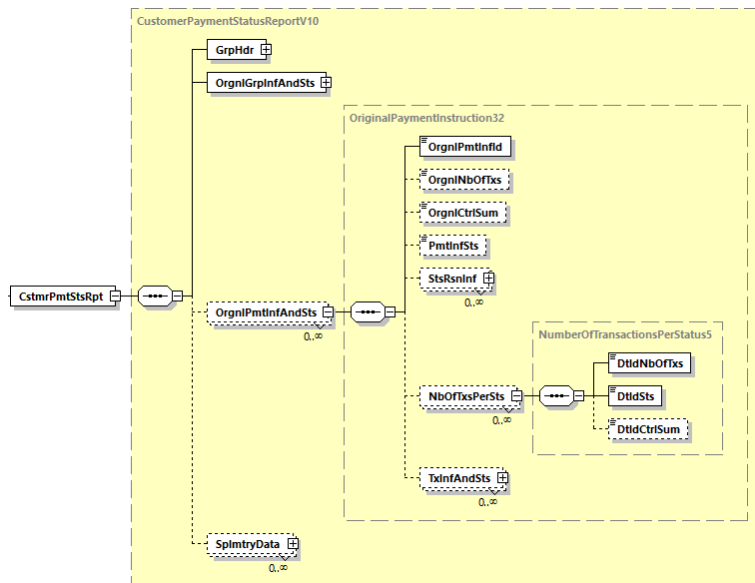 CustomerPaymentStatusReportV10
GrpHdr
OrgnlGrpInfAndSts
OriginalPaymentInstruction32
OrgnlPmtInfId
OrgnlNbOfTxs
OrgnlCtrlSum
PmtInfSts
StsRsnInf
0..∞
CstmrPmtStsRpt
OrgnlPmtInfAndSts
0..∞
NumberOfTransactionsPerStatus5
DtldNbOfTxs
NbOfTxsPerSts
0..∞
DtldSts
DtldCtrlSum
TxInfAndSts
0..∞
SplmtryData
0..∞